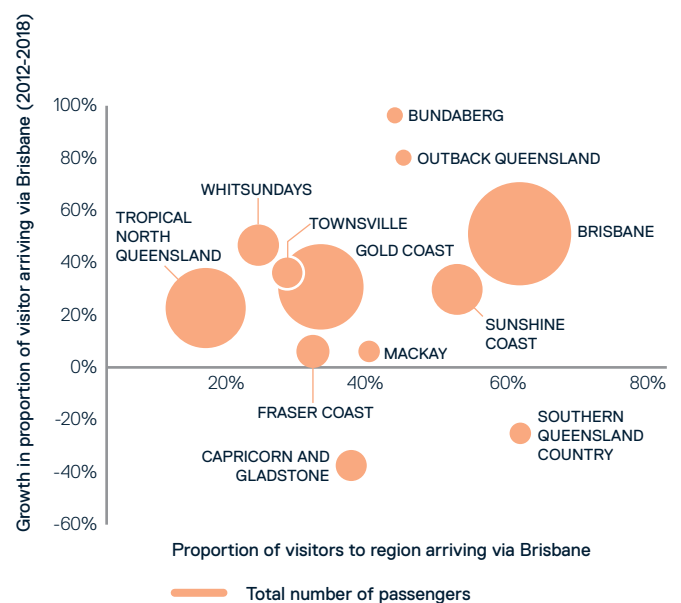 Growth in proportion of visitor arriving via Brisbane (2012-2018)
100%
80%
60%
40%
20%
0%
-20%
-40%
-60%
BUNDABERG
OUTBACK QUEENSLAND
WHITSUNDAYS
TROPICAL
NORTH
QUEENSLAND
TOWNSVILLE
GOLD COAST
BRISBANE
SUNSHINE
COAST
MACKAY
20%
40%
60%
80%
FRASER COAST
SOUTHERN
QUEENSLAND
COUNTRY
CAPRICORN AND
GLADSTONE
Proportion of visitors to region arriving via Brisbane
Total number of passengers